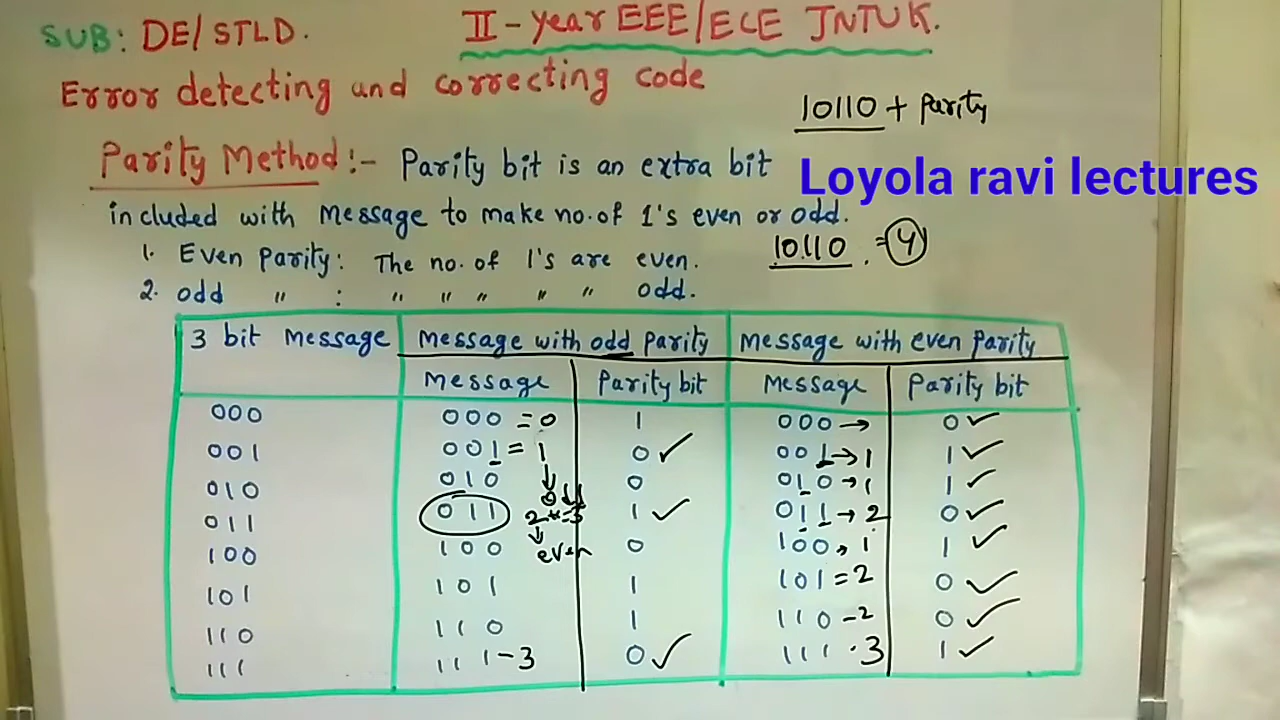 SUB: DE/STLD.
II - year EEE/ECE JNTUK.
Error detecting and correcting code
10110 + Parity
Parity Method:- Parity bit is an extra bit
Loyola ravi lectures
included with Message to make no.of 1's even or odd.
1. Even Parity: The no. of 1's are even.
10110 = 4
2. odd " : " " " " " odd.
3 bit Message Message with odd Parity Message with even Parity
Message Parity bit Message Parity bit
000 000 = 0 1 000 → 0 ✓
001 001 = 1 0 ✓ 001 → 1 1 ✓
010 010 0 010 → 1 1 ✓
011 011 2 1 ✓ 011 → 2 0 ✓
100 100 even 0 100 → 1 1 ✓
101 101 1 101 = 2 0 ✓
110 110 1 110 - 2 0 ✓
111 111 - 3 0 ✓ 111 · 3 1 ✓